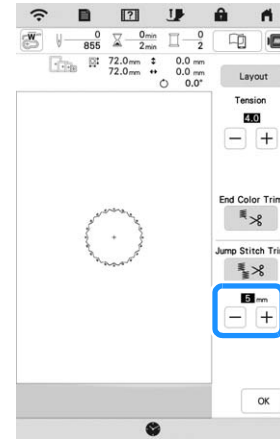 W 0 0min 0
855 2min 2
72.0mm 0.0 mm
72.0mm 0.0 mm
0.0°
Layout
Tension
4.0
− +
End Color Trim
Jump Stitch Trim
5 mm
− +
OK